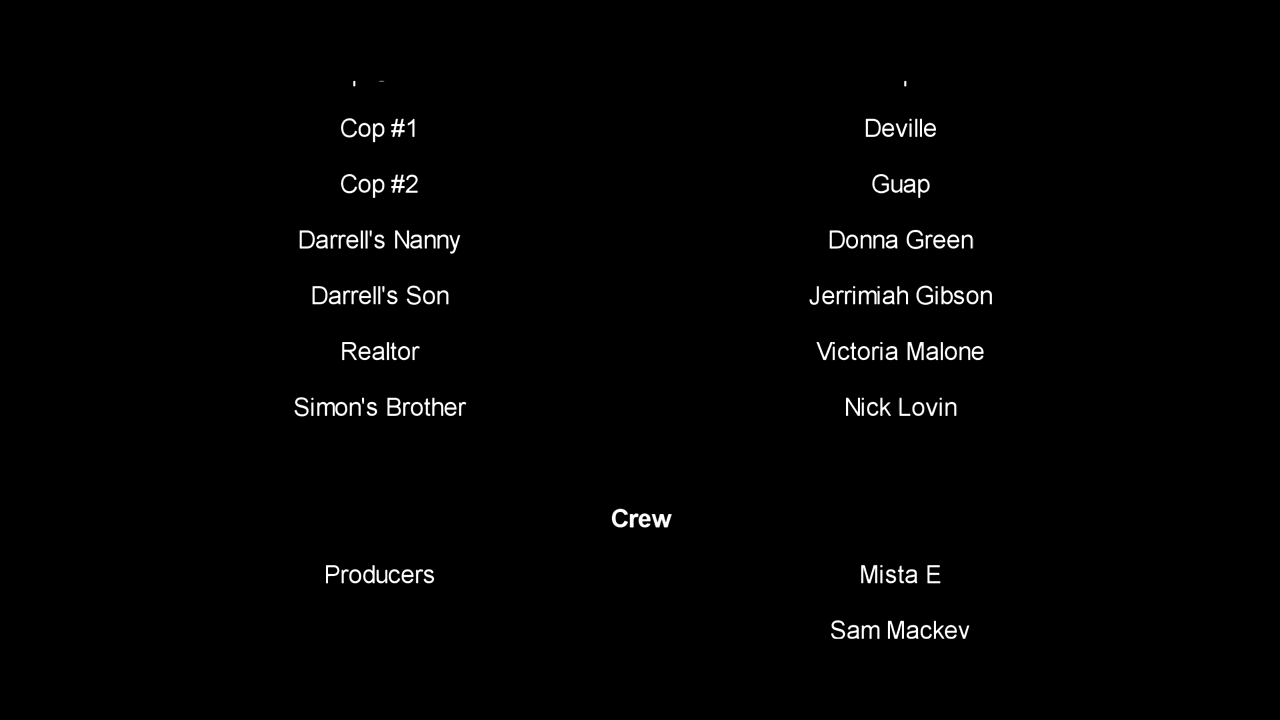 Cop #1 Deville
Cop #2 Guap
Darrell's Nanny Donna Green
Darrell's Son Jerrimiah Gibson
Realtor Victoria Malone
Simon's Brother Nick Lovin
Crew
Producers Mista E
Sam